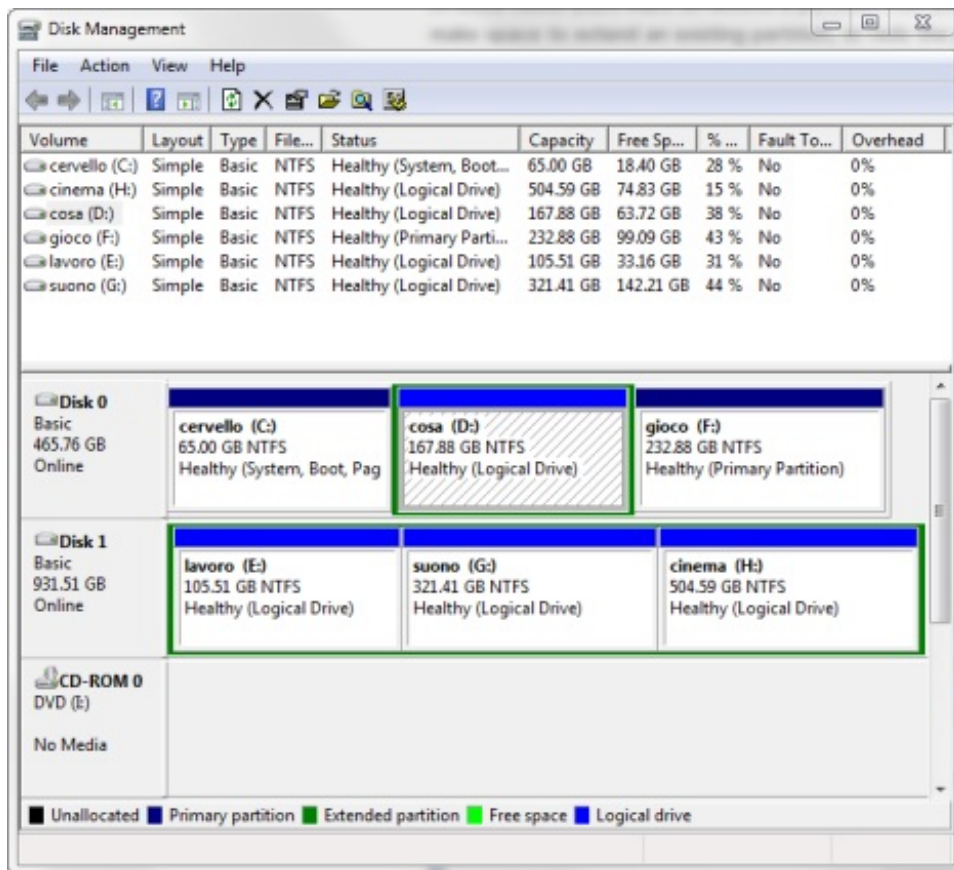 Disk Management
make space to extend an existing partition
File Action View Help
Volume Layout Type File... Status Capacity Free Sp... % ... Fault To... Overhead
cervello (C:) Simple Basic NTFS Healthy (System, Boot... 65.00 GB 18.40 GB 28 % No 0%
cinema (H:) Simple Basic NTFS Healthy (Logical Drive) 504.59 GB 74.83 GB 15 % No 0%
cosa (D:) Simple Basic NTFS Healthy (Logical Drive) 167.88 GB 63.72 GB 38 % No 0%
gioco (F:) Simple Basic NTFS Healthy (Primary Parti... 232.88 GB 99.09 GB 43 % No 0%
lavoro (E:) Simple Basic NTFS Healthy (Logical Drive) 105.51 GB 33.16 GB 31 % No 0%
suono (G:) Simple Basic NTFS Healthy (Logical Drive) 321.41 GB 142.21 GB 44 % No 0%
Disk 0
Basic
465.76 GB
Online
cervello (C:)
65.00 GB NTFS
Healthy (System, Boot, Pag
cosa (D:)
167.88 GB NTFS
Healthy (Logical Drive)
gioco (F:)
232.88 GB NTFS
Healthy (Primary Partition)
Disk 1
Basic
931.51 GB
Online
lavoro (E:)
105.51 GB NTFS
Healthy (Logical Drive)
suono (G:)
321.41 GB NTFS
Healthy (Logical Drive)
cinema (H:)
504.59 GB NTFS
Healthy (Logical Drive)
CD-ROM 0
DVD (I:)
No Media
Unallocated Primary partition Extended partition Free space Logical drive